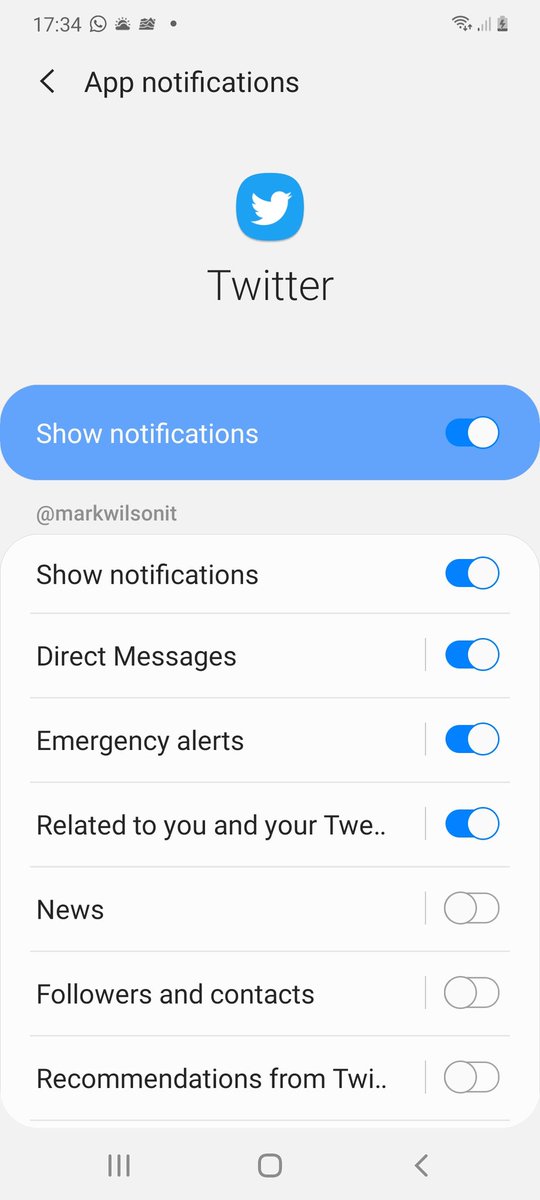 17:34
App notifications
Twitter
Show notifications
@markwilsonit
Show notifications
Direct Messages
Emergency alerts
Related to you and your Twe..
News
Followers and contacts
Recommendations from Twi..